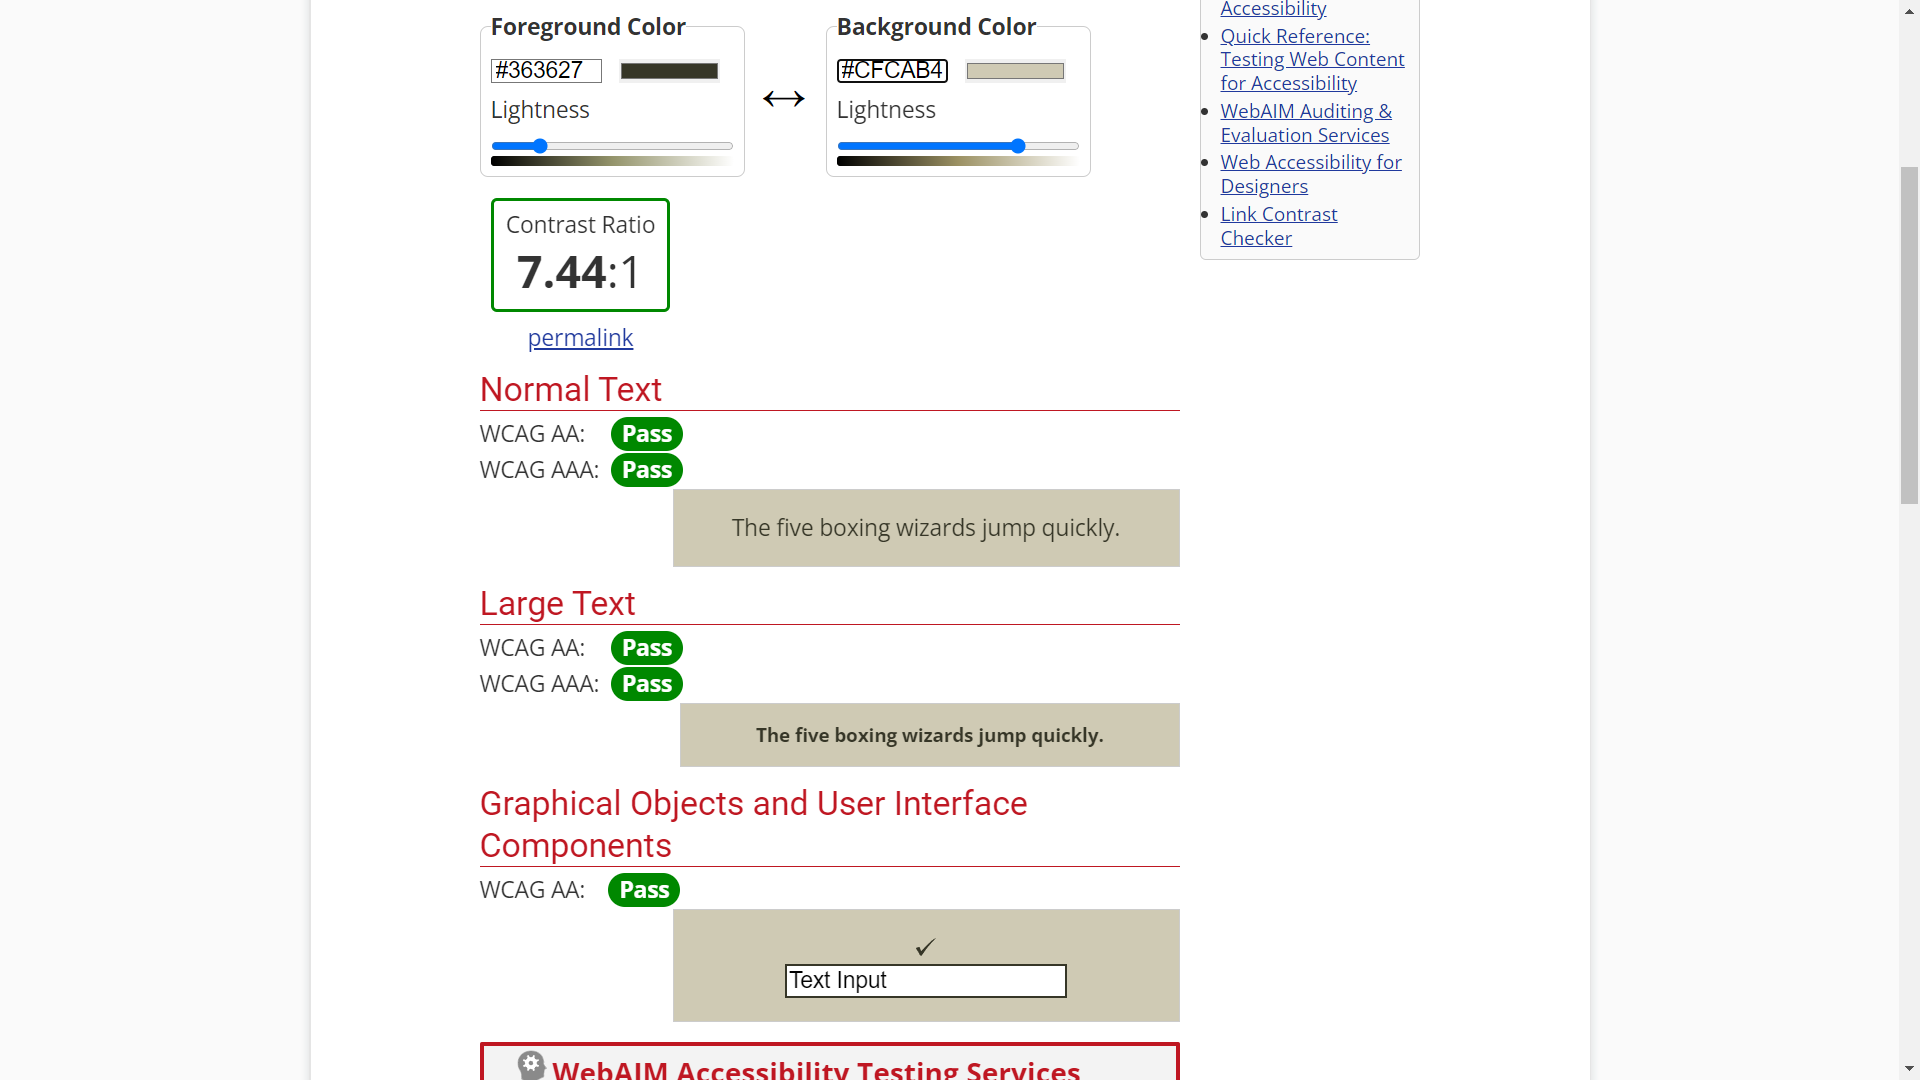 Foreground Color
#363627
Lightness
Background Color
#CFCAB4
Lightness
Contrast Ratio
7.44:1
permalink
Normal Text
WCAG AA: Pass
WCAG AAA: Pass
The five boxing wizards jump quickly.
Large Text
WCAG AA: Pass
WCAG AAA: Pass
The five boxing wizards jump quickly.
Graphical Objects and User Interface
Components
WCAG AA: Pass
✓
Text Input
WebAIM Accessibility Testing Services
Accessibility
Quick Reference:
Testing Web Content
for Accessibility
WebAIM Auditing &
Evaluation Services
Web Accessibility for
Designers
Link Contrast
Checker